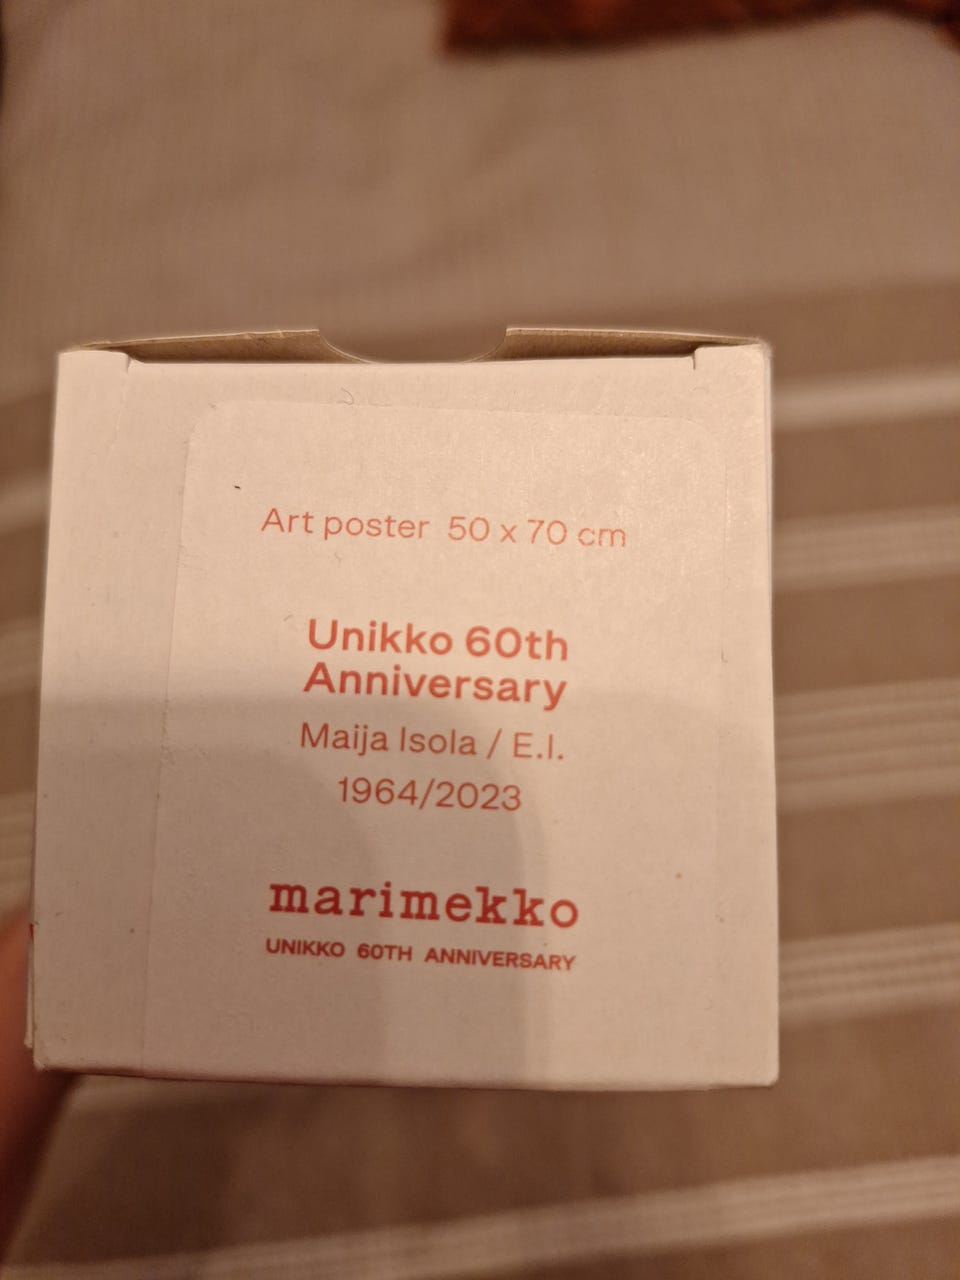 Art poster 50 x 70 cm
Unikko 60th
Anniversary
Maija Isola / E.I.
1964/2023
marimekko
UNIKKO 60TH ANNIVERSARY